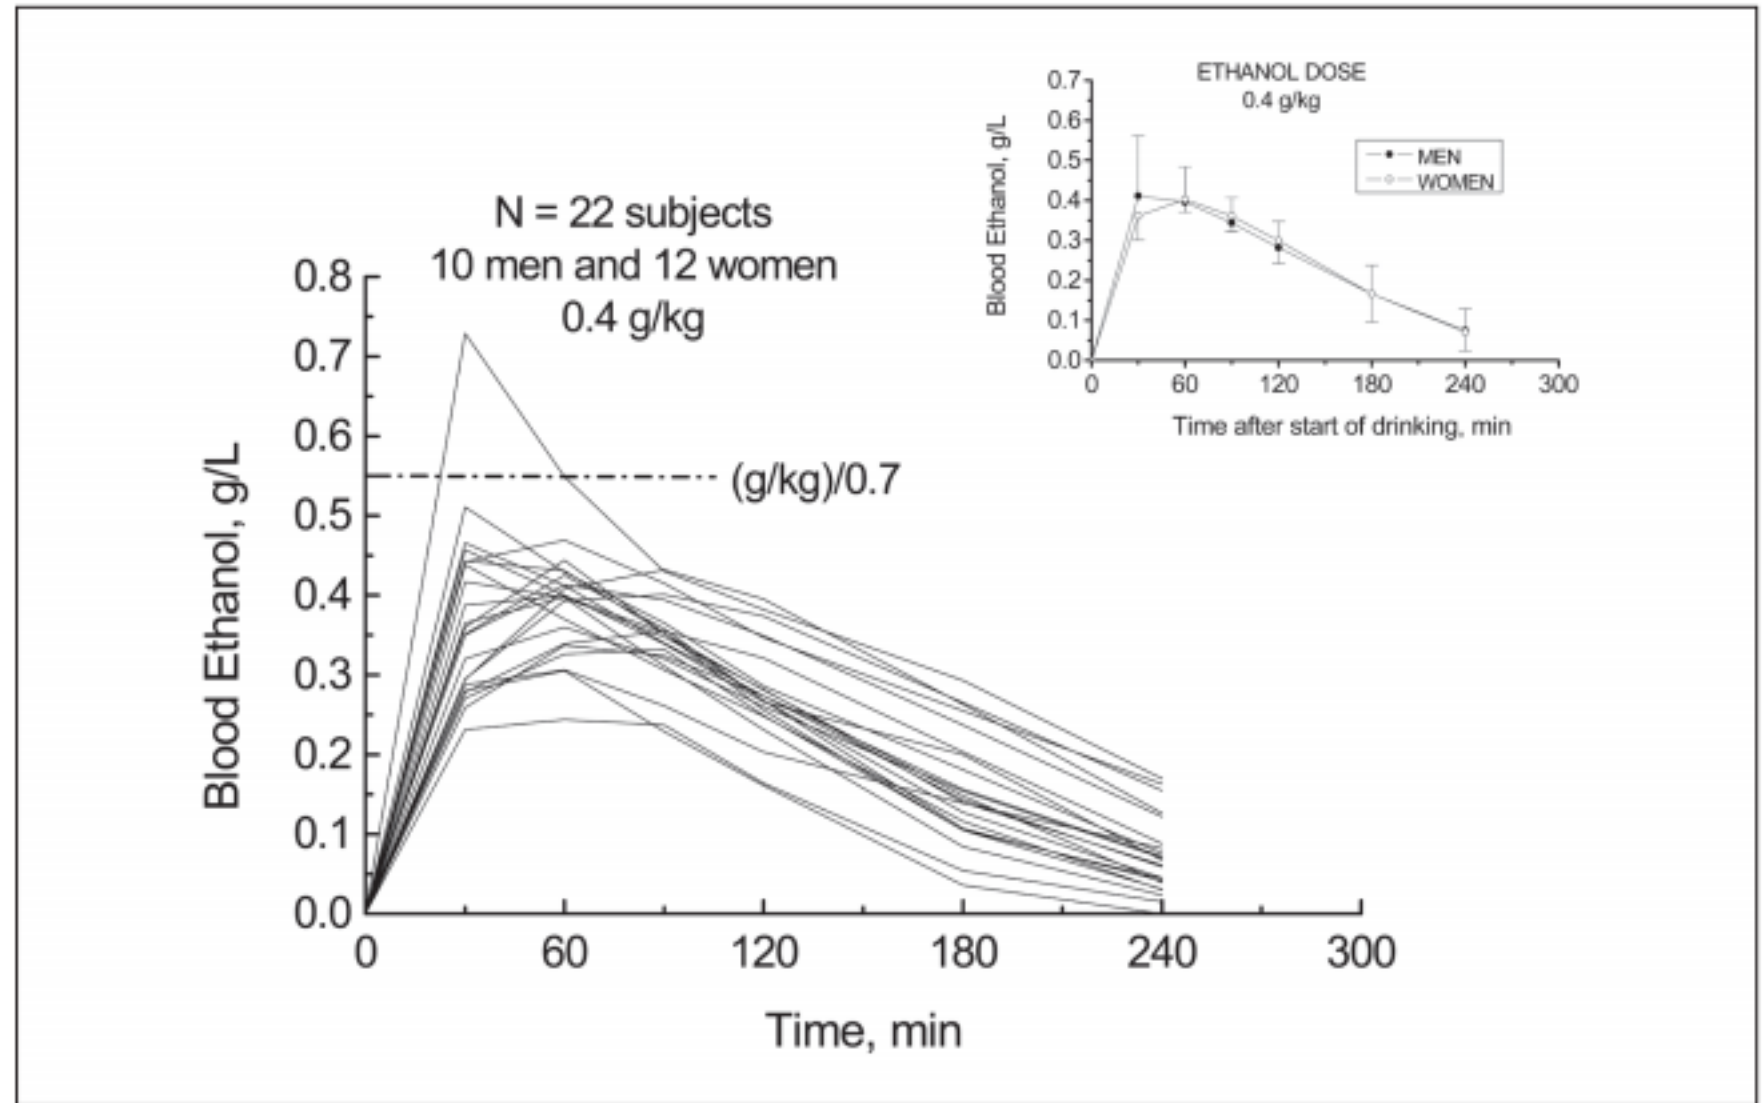 N = 22 subjects
10 men and 12 women
0.4 g/kg
0.8
0.7
0.6
0.5
0.4
0.3
0.2
0.1
0.0
Blood Ethanol, g/L
(g/kg)/0.7
0
60
120
180
240
300
Time, min
ETHANOL DOSE
0.4 g/kg
0.7
0.6
0.5
0.4
0.3
0.2
0.1
0.0
Blood Ethanol, g/L
MEN
WOMEN
0
60
120
180
240
300
Time after start of drinking, min